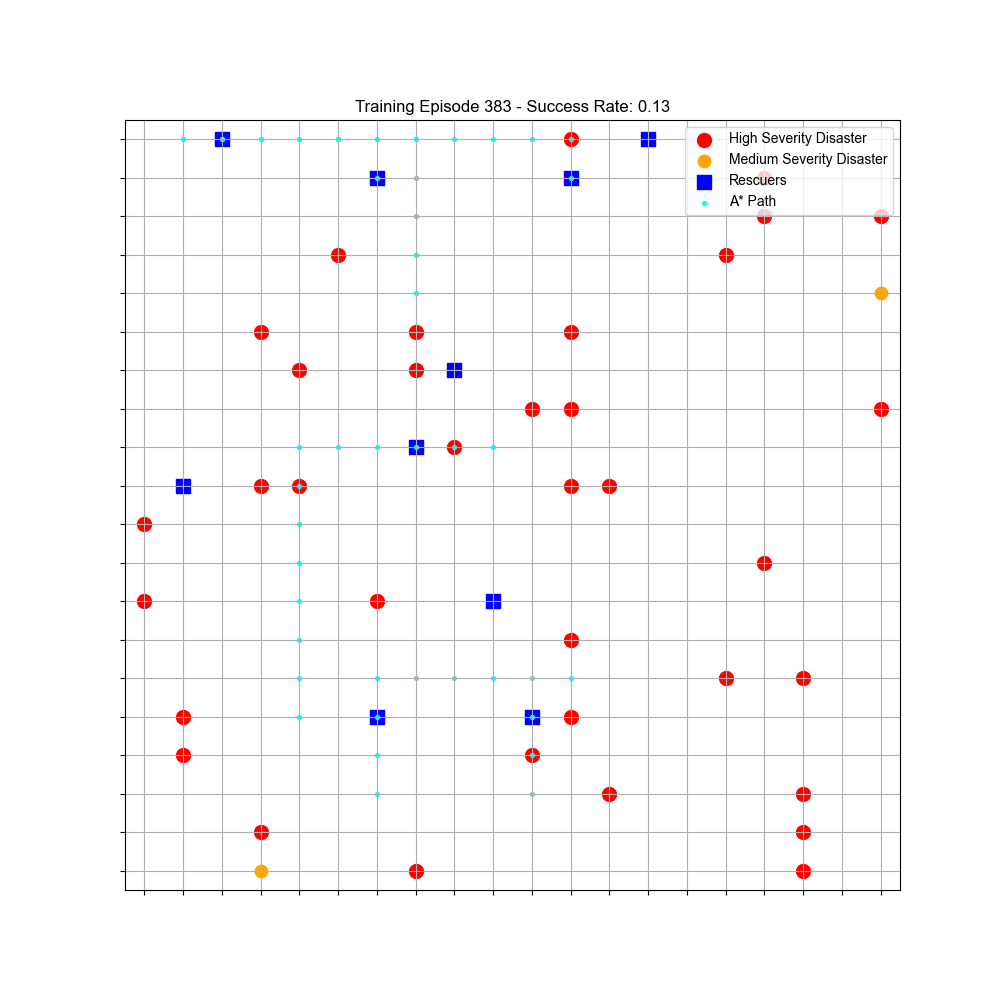 Training Episode 383 - Success Rate: 0.13
High Severity Disaster
Medium Severity Disaster
Rescuers
A* Path